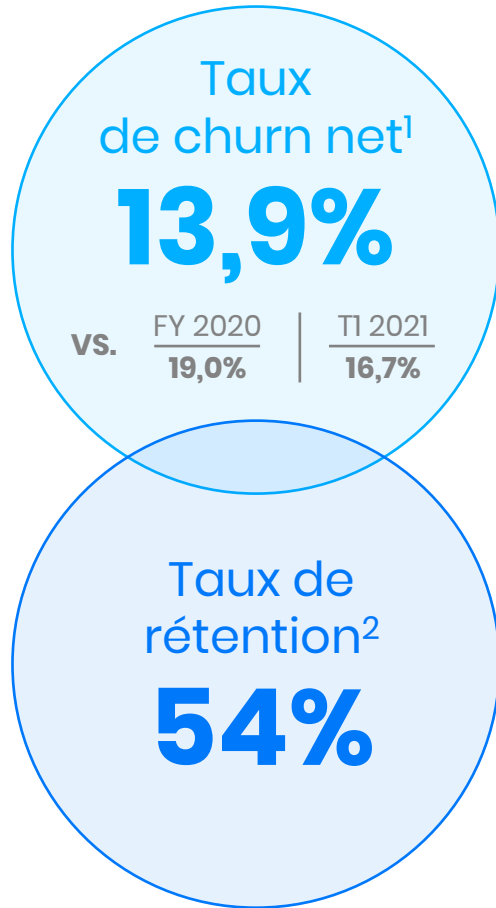 Taux
de churn net¹
13,9%
vs. FY 2020 | T1 2021
19,0% 16,7%
Taux de
rétention²
54%